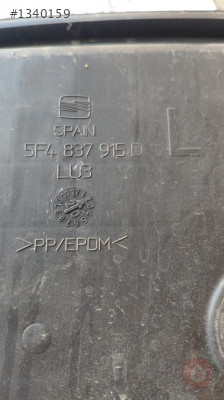 #1340159
SPAIN
5F4 837 915 D L
LU3
>PP/EPDM<